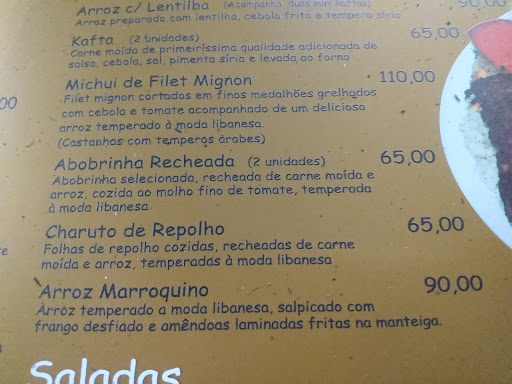 Arroz c/ Lentilha (Acompanha duas mini kaftas) 90,00
Arroz preparado com lentilha, cebola frita e tempero sírio
Kafta (2 unidades) 65,00
Carne moída de primeiríssima qualidade adicionada de
salsa, cebola, sal, pimenta síria e levada ao forno
Michui de Filet Mignon 110,00
Filet mignon cortados em finos medalhões grelhados
com cebola e tomate acompanhado de um delicioso
arroz temperado à moda libanesa.
(Castanhas com temperos árabes)
Abobrinha Recheada (2 unidades) 65,00
Abobrinha selecionada, recheada de carne moída e
arroz, cozida ao molho fino de tomate, temperada
à moda libanesa
Charuto de Repolho 65,00
Folhas de repolho cozidas, recheadas de carne
moída e arroz, temperadas à moda libanesa
Arroz Marroquino 90,00
Arroz temperado a moda libanesa, salpicado com
frango desfiado e amêndoas laminadas fritas na manteiga.
Saladas